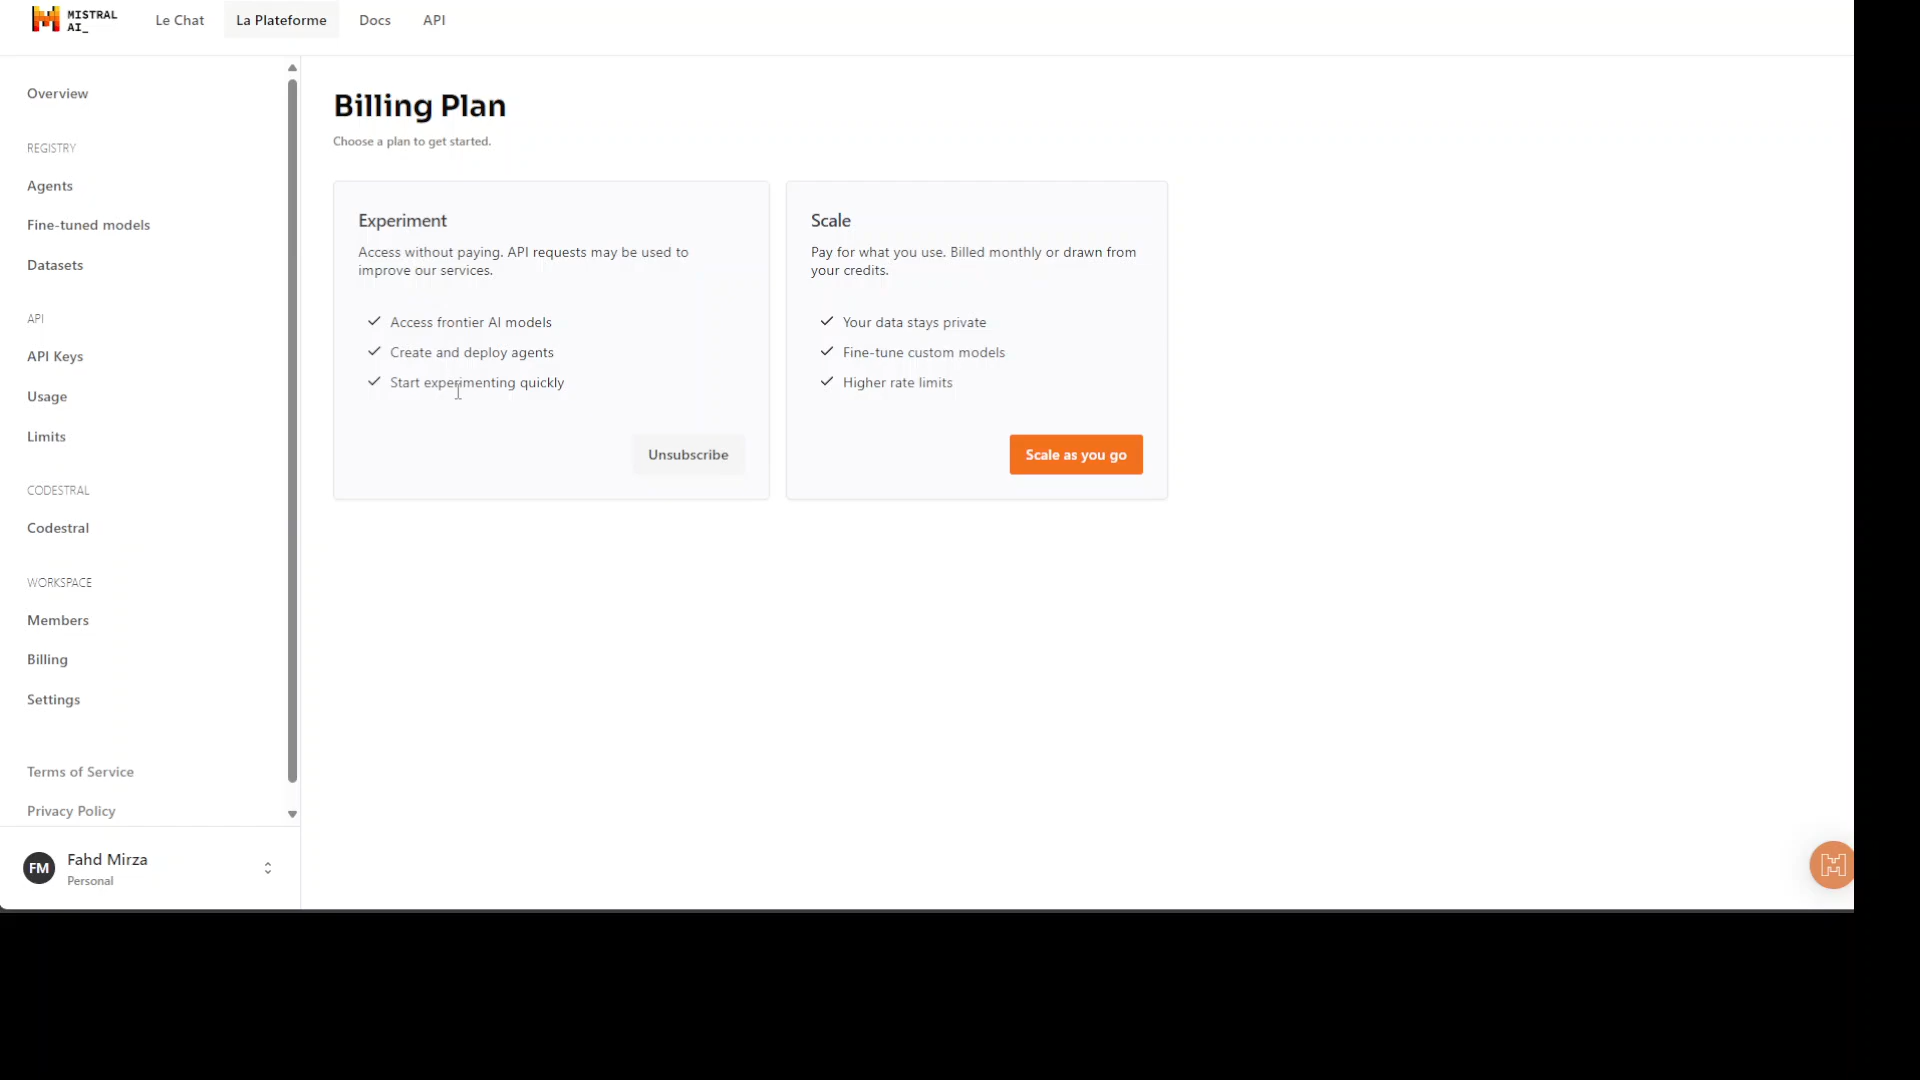 MISTRAL
AI_
Le Chat
La Plateforme
Docs
API
Overview
REGISTRY
Agents
Fine-tuned models
Datasets
API
API Keys
Usage
Limits
CODESTRAL
Codestral
WORKSPACE
Members
Billing
Settings
Terms of Service
Privacy Policy
FM
Fahd Mirza
Personal
Billing Plan
Choose a plan to get started.
Experiment
Access without paying. API requests may be used to
improve our services.
Access frontier AI models
Create and deploy agents
Start experimenting quickly
Unsubscribe
Scale
Pay for what you use. Billed monthly or drawn from
your credits.
Your data stays private
Fine-tune custom models
Higher rate limits
Scale as you go